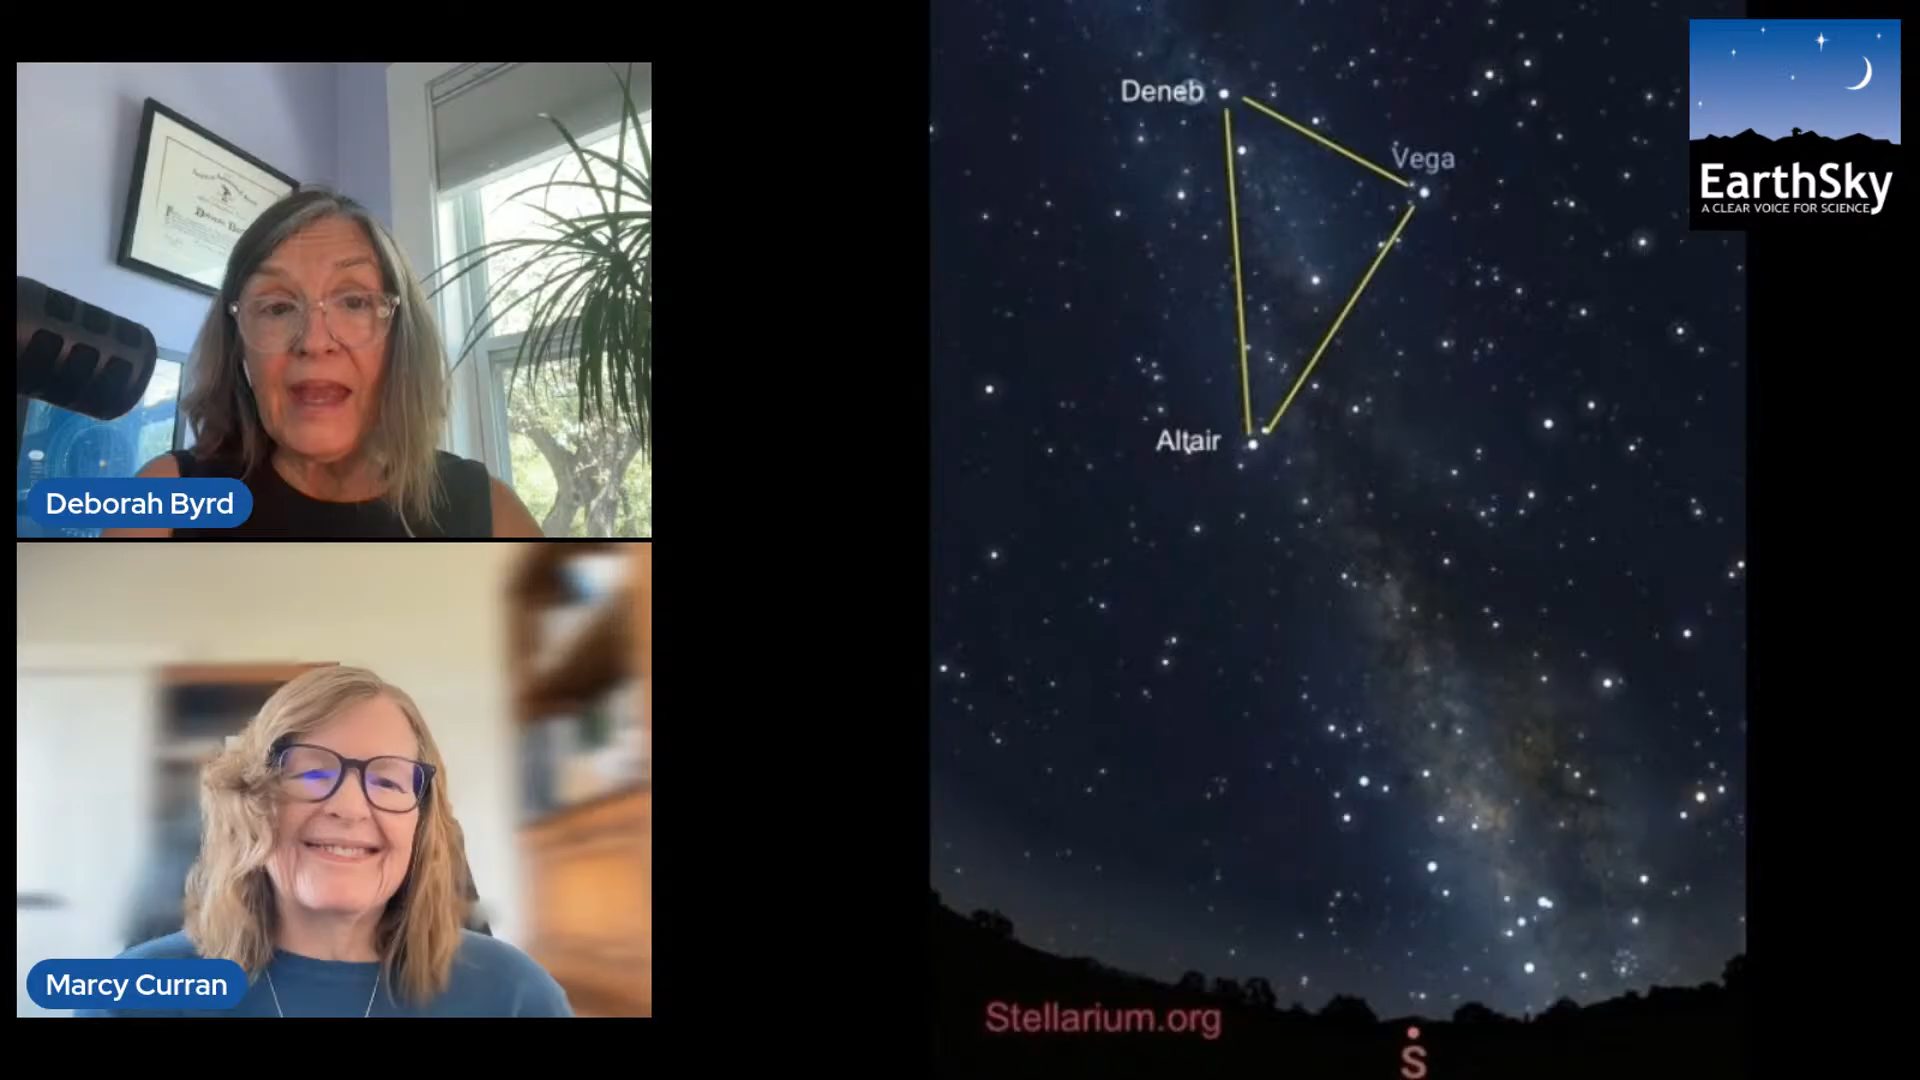 Deborah Byrd
Marcy Curran
Deneb
Vega
Altair
Stellarium.org
S
EarthSky
A CLEAR VOICE FOR SCIENCE